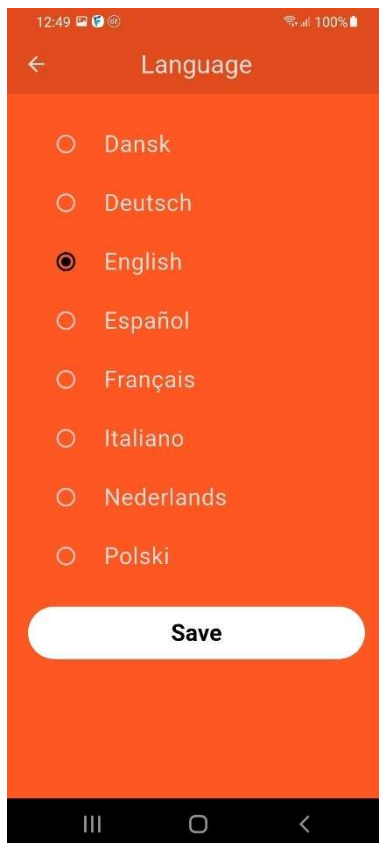 12:49 100%
Language
Dansk
Deutsch
English
Español
Français
Italiano
Nederlands
Polski
Save